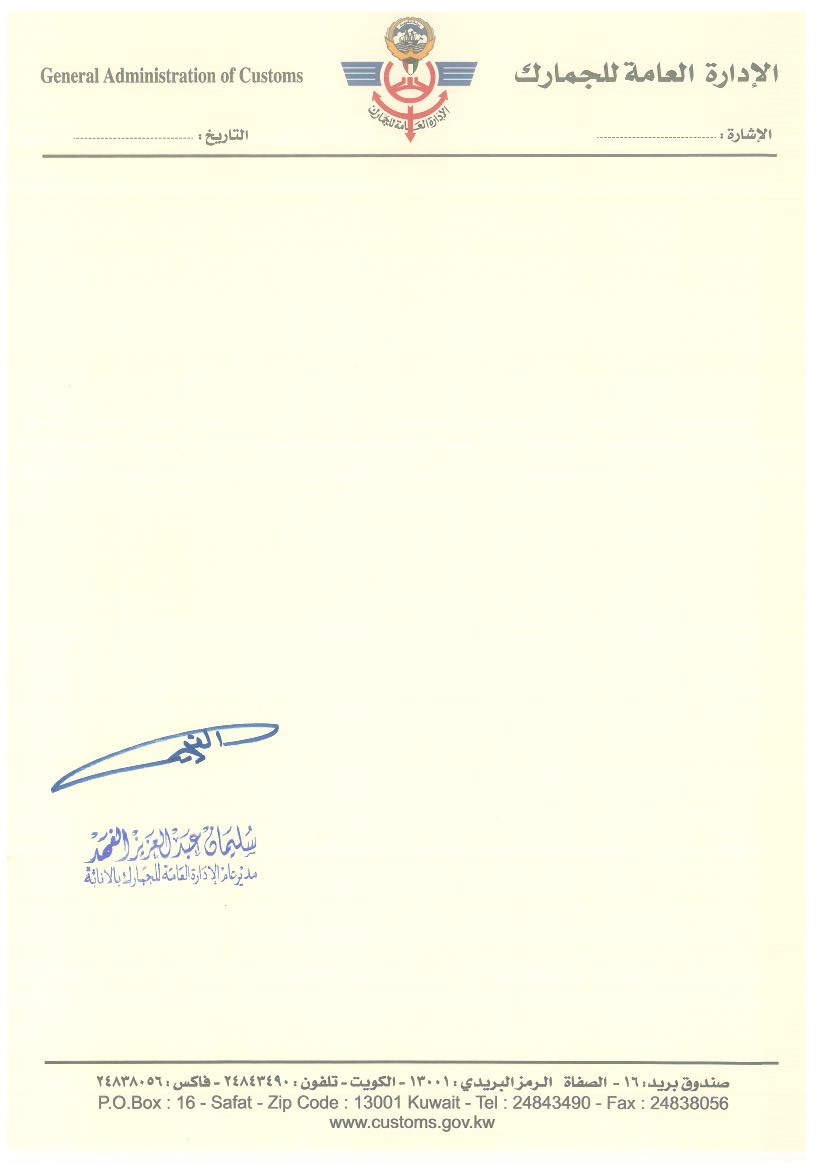 General Administration of Customs
الإدارة العامة للجمارك
الإدارة العامة للجمارك
الإشارة :
التاريخ :
الفهد
سليمان عبدالعزيز الفهد
مدير عام الإدارة العامة للجمارك بالانابة
صندوق بريد : ١٦ - الصفاة الرمز البريدي : ١٣٠٠١ - الكويت - تلفون : ٢٤٨٤٣٤٩٠ - فاكس : ٢٤٨٣٨٠٥٦
P.O.Box : 16 - Safat - Zip Code : 13001 Kuwait - Tel : 24843490 - Fax : 24838056
www.customs.gov.kw